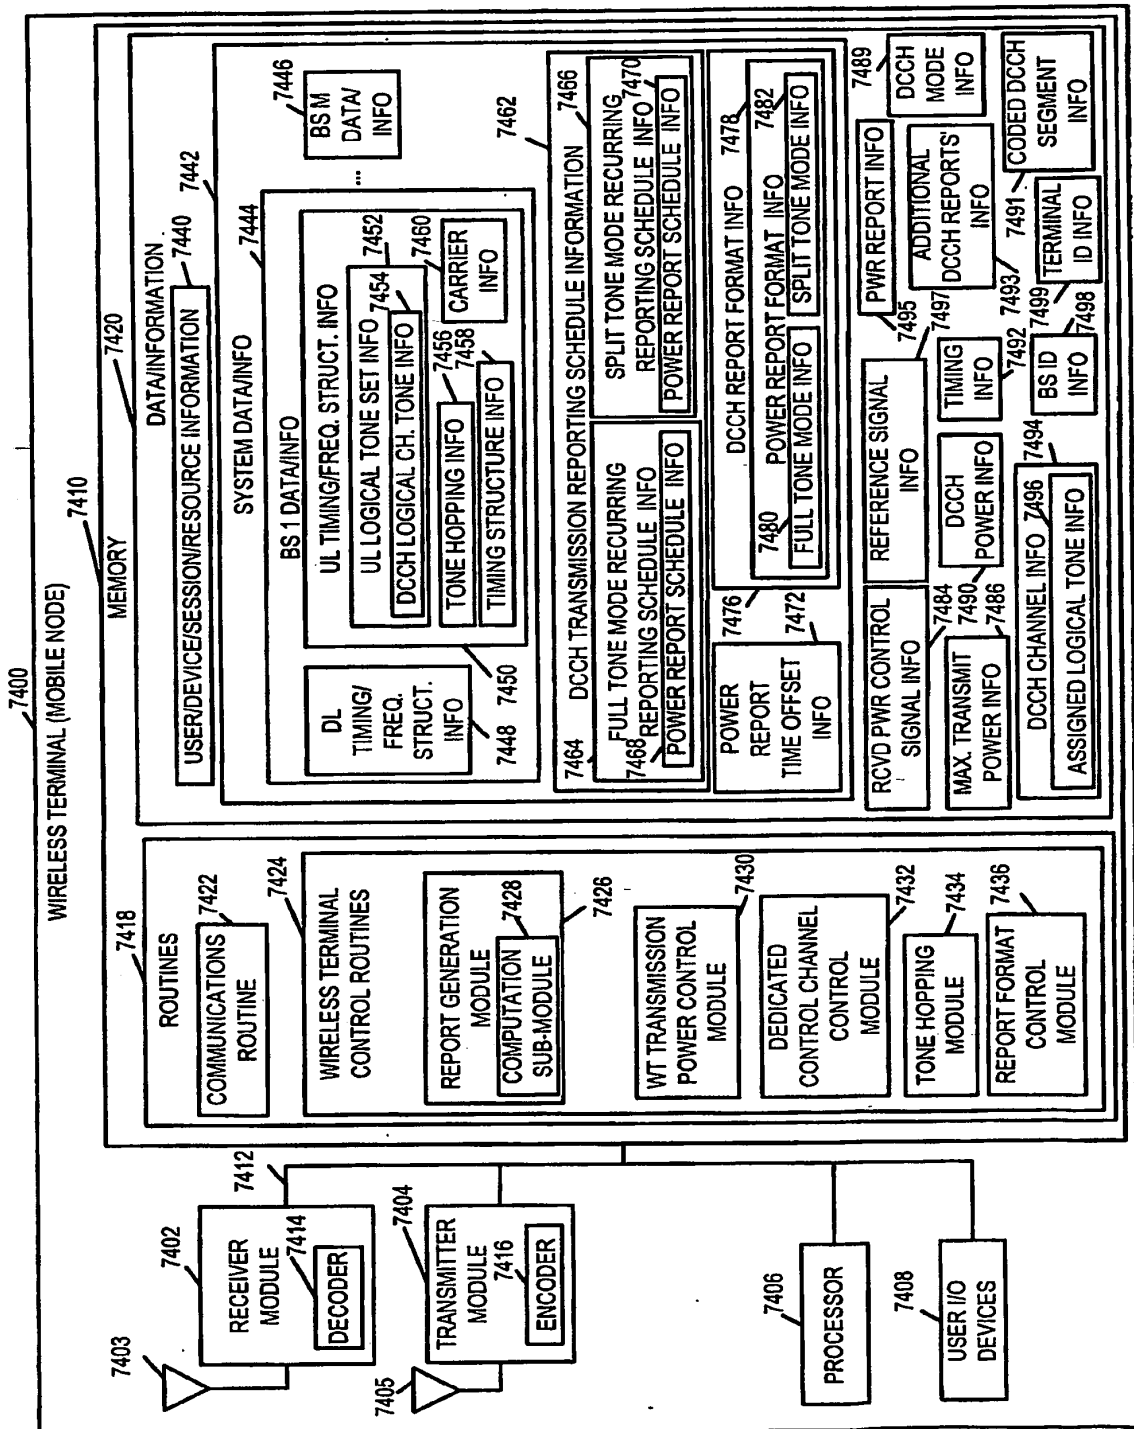 7400
WIRELESS TERMINAL (MOBILE NODE)
7403
7402
RECEIVER
MODULE
7414
DECODER
7412
7405
7404
TRANSMITTER
MODULE
7416
ENCODER
7406
PROCESSOR
7408
USER I/O
DEVICES
7410
MEMORY
7418
ROUTINES
7422
COMMUNICATIONS
ROUTINE
7424
WIRELESS TERMINAL
CONTROL ROUTINES
REPORT GENERATION
MODULE
7428
COMPUTATION
SUB-MODULE
7426
7430
WT TRANSMISSION
POWER CONTROL
MODULE
7432
DEDICATED
CONTROL CHANNEL
CONTROL
MODULE
7434
TONE HOPPING
MODULE
7436
REPORT FORMAT
CONTROL
MODULE
7420
DATA/INFORMATION
7440
USER/DEVICE/SESSION/RESOURCE INFORMATION
7442
SYSTEM DATA/INFO
7444
BS 1 DATA/INFO
7446
BS M
DATA/
INFO
...
DL
TIMING/
FREQ.
STRUCT.
INFO
7448
UL TIMING/FREQ. STRUCT. INFO
7450
7452
UL LOGICAL TONE SET INFO
7454
DCCH LOGICAL CH. TONE INFO
7456
TONE HOPPING INFO
7458
TIMING STRUCTURE INFO
7460
CARRIER
INFO
7462
DCCH TRANSMISSION REPORTING SCHEDULE INFORMATION
7464
FULL TONE MODE RECURRING
REPORTING SCHEDULE INFO
7468
POWER REPORT SCHEDULE INFO
7466
SPLIT TONE MODE RECURRING
REPORTING SCHEDULE INFO
7470
POWER REPORT SCHEDULE INFO
POWER
REPORT
TIME OFFSET
INFO
7472
7476
DCCH REPORT FORMAT INFO
7478
POWER REPORT FORMAT INFO
7480
FULL TONE MODE INFO
7482
SPLIT TONE MODE INFO
RCVD PWR CONTROL
SIGNAL INFO
7484
REFERENCE SIGNAL
INFO
7497
PWR REPORT INFO
7495
7489
DCCH
MODE
INFO
MAX. TRANSMIT
POWER INFO
7486
DCCH
POWER INFO
7490
TIMING
INFO
7492
ADDITIONAL
DCCH REPORTS'
INFO
7493
7491
CODED DCCH
SEGMENT
INFO
DCCH CHANNEL INFO
7494
7496
ASSIGNED LOGICAL TONE INFO
BS ID
INFO
7498
7499
TERMINAL
ID INFO